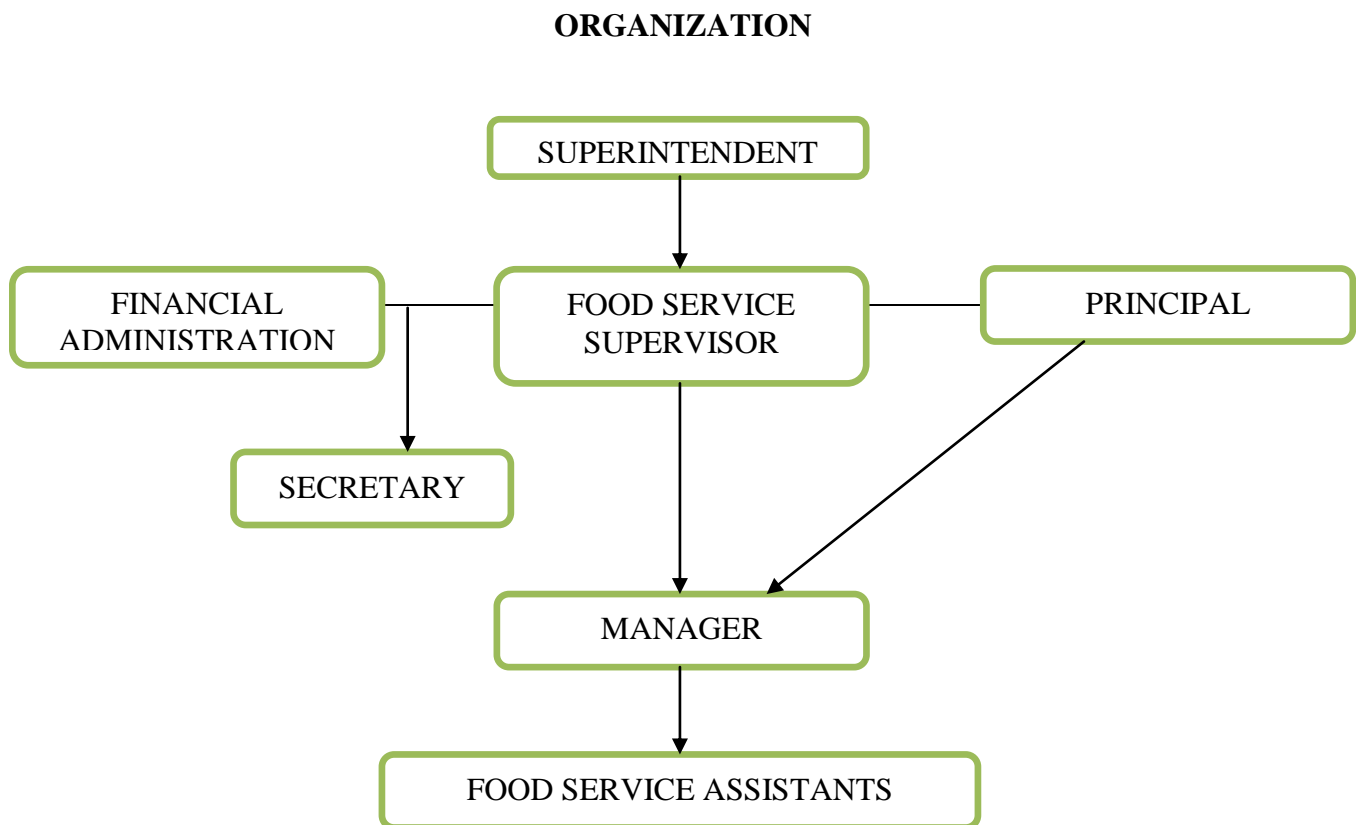 ORGANIZATION
SUPERINTENDENT
FINANCIAL
ADMINISTRATION
FOOD SERVICE
SUPERVISOR
PRINCIPAL
SECRETARY
MANAGER
FOOD SERVICE ASSISTANTS